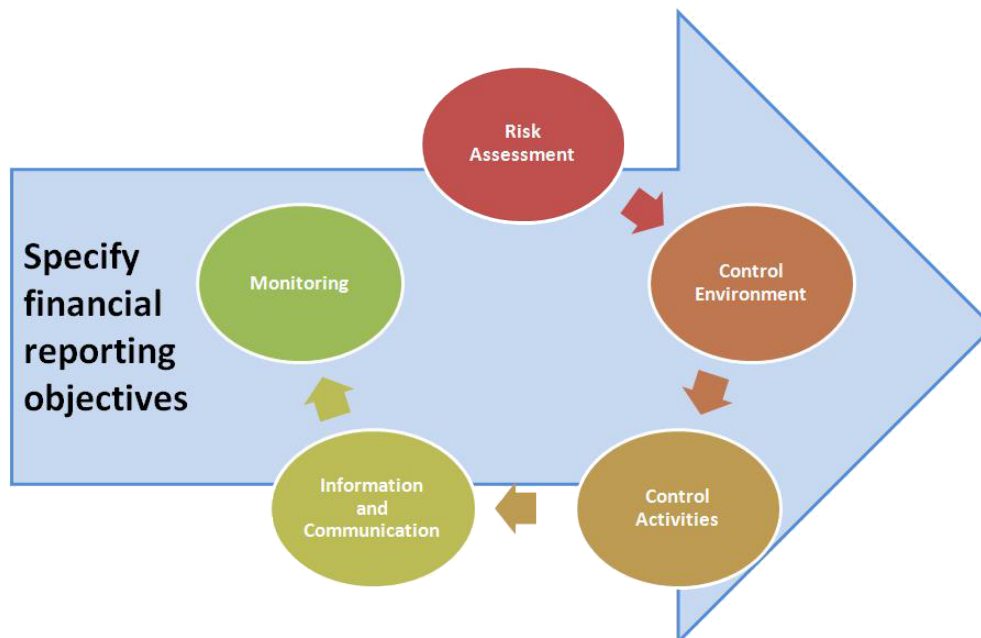 Specify
financial
reporting
objectives
Risk
Assessment
Control
Environment
Control
Activities
Information
and
Communication
Monitoring